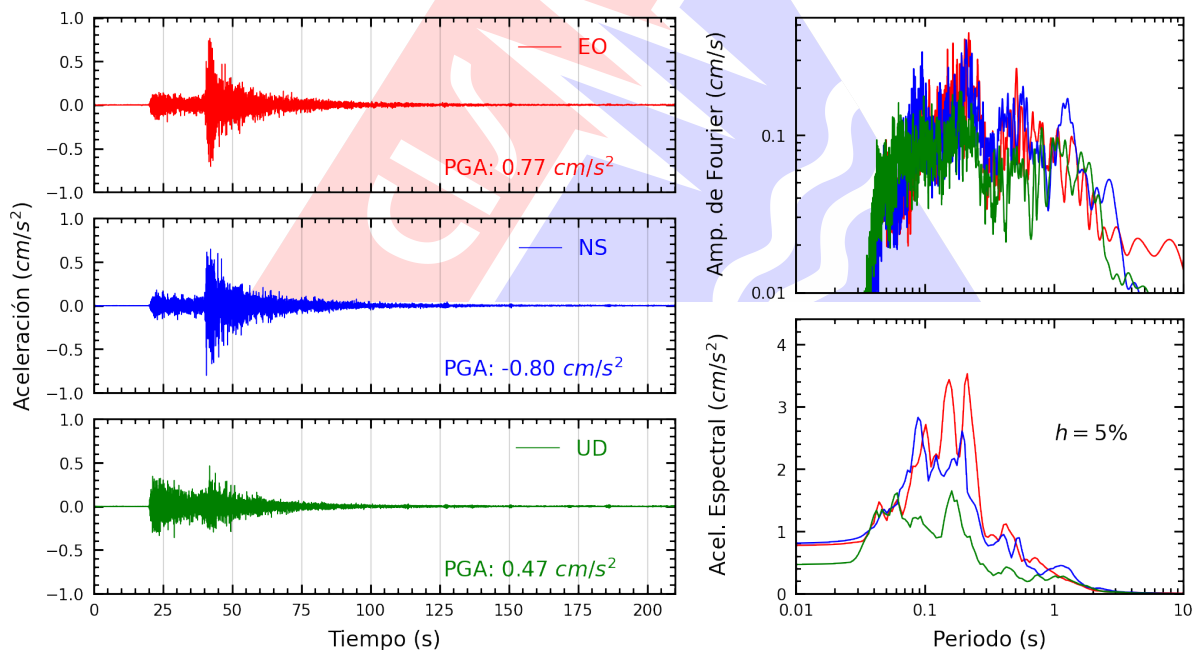 Aceleración (cm/s²)
1.0
0.5
0.0
−0.5
−1.0
EO
PGA: 0.77 cm/s²
1.0
0.5
0.0
−0.5
−1.0
NS
PGA: -0.80 cm/s²
1.0
0.5
0.0
−0.5
−1.0
UD
PGA: 0.47 cm/s²
0 25 50 75 100 125 150 175 200
Tiempo (s)
Amp. de Fourier (cm/s)
0.1
0.01
Acel. Espectral (cm/s²)
4
3
2
1
0
h = 5%
0.01 0.1 1 10
Periodo (s)